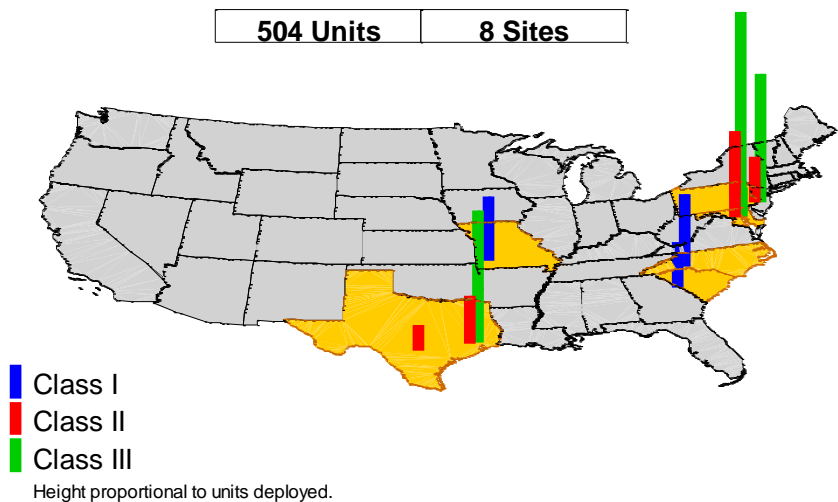 504 Units 8 Sites
Class I
Class II
Class III
Height proportional to units deployed.